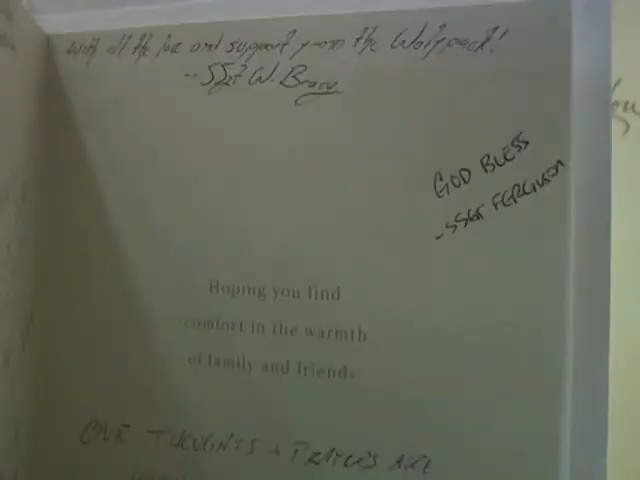 with all the love and support from the Wolfpack!
-- SSgt W. Brown
GOD BLESS
- SSGT FERGUSON
Hoping you find
comfort in the warmth
of family and friends
OUR THOUGHTS + PRAYERS ARE